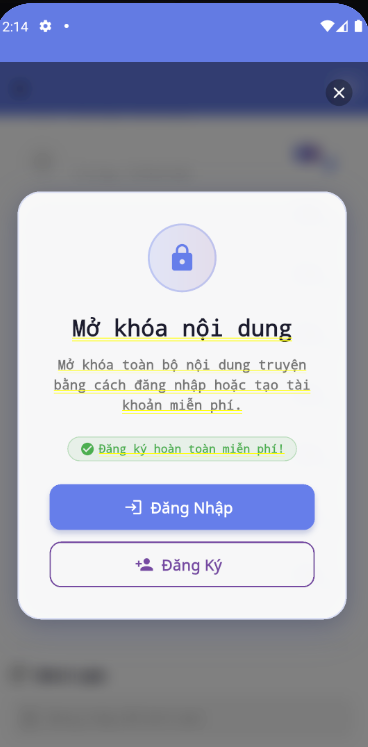 2:14
Mở khóa nội dung
Mở khóa toàn bộ nội dung truyện
bằng cách đăng nhập hoặc tạo tài
khoản miễn phí.
Đăng ký hoàn toàn miễn phí!
Đăng Nhập
Đăng Ký